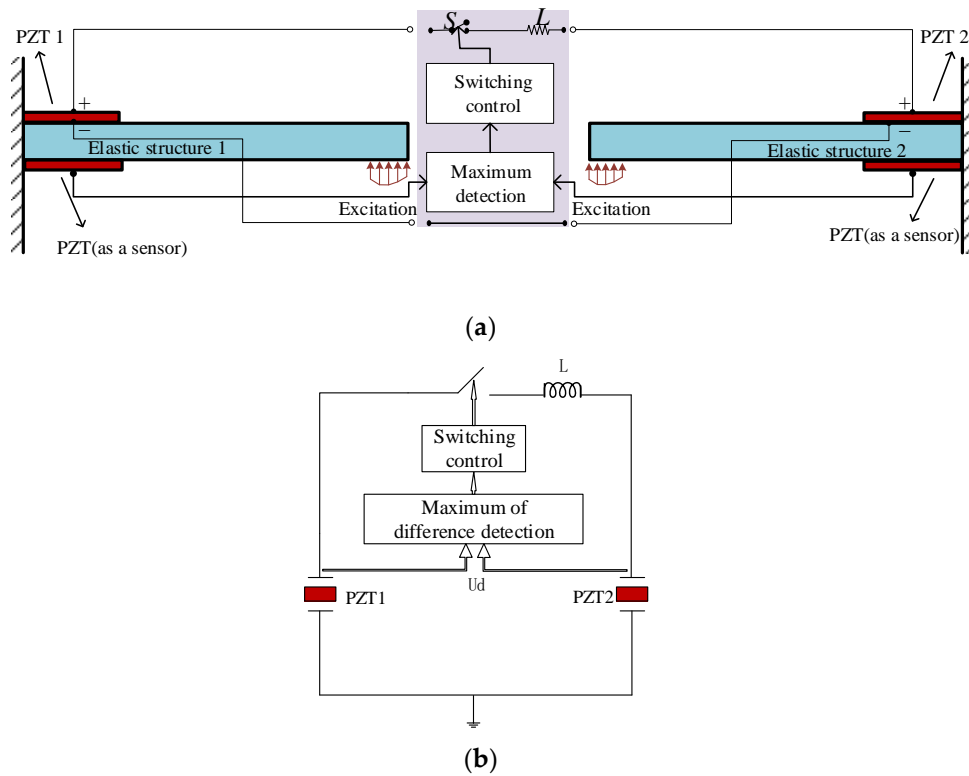 PZT 1
S
L
PZT 2
Switching
control
+
+
−
−
Elastic structure 1
Elastic structure 2
Maximum
detection
Excitation
Excitation
PZT(as a sensor)
PZT(as a sensor)
(a)
L
Switching
control
Maximum of
difference detection
Ud
PZT1
PZT2
(b)